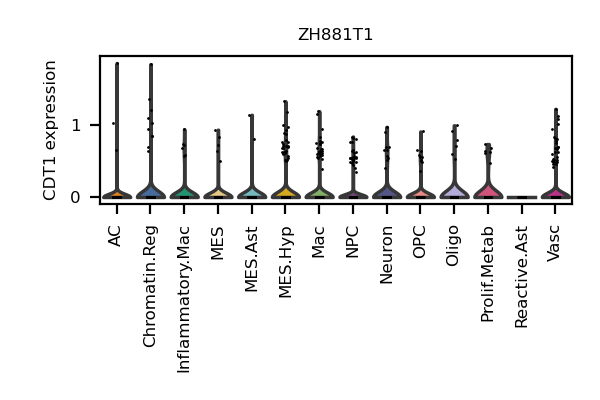 ZH881T1
CDT1 expression
1
0
AC
Chromatin.Reg
Inflammatory.Mac
MES
MES.Ast
MES.Hyp
Mac
NPC
Neuron
OPC
Oligo
Prolif.Metab
Reactive.Ast
Vasc